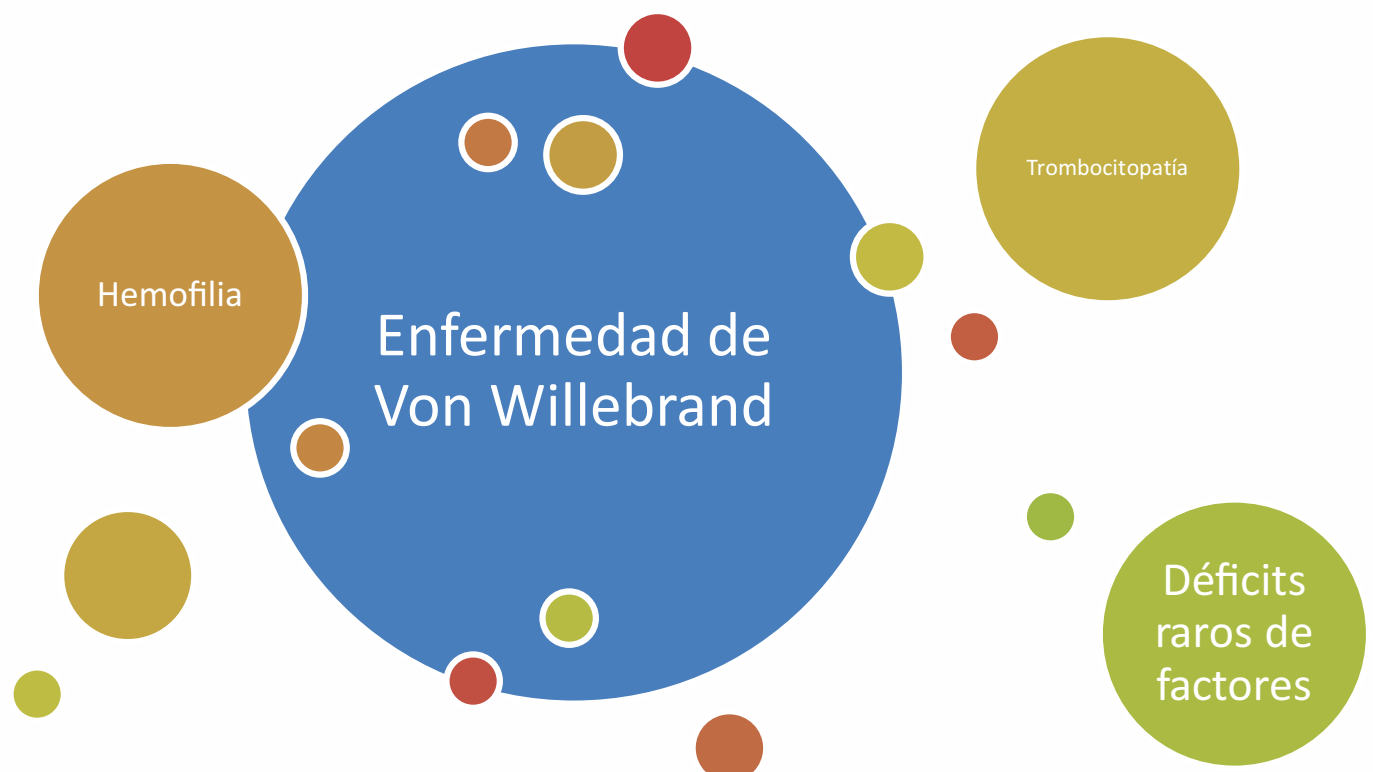 Hemofilia
Enfermedad de
Von Willebrand
Trombocitopatía
Déficits
raros de
factores